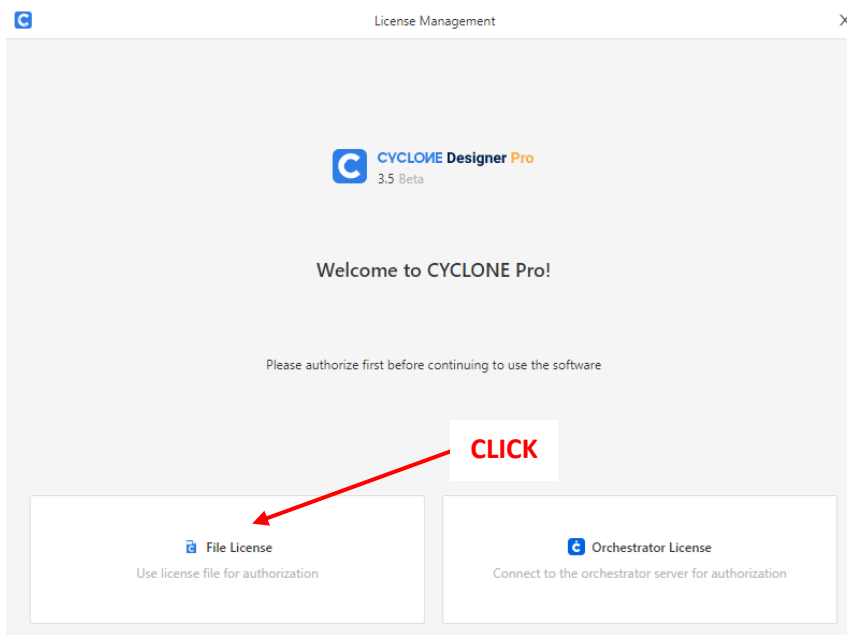 License Management
X
CYCLONE Designer Pro
3.5 Beta
Welcome to CYCLONE Pro!
Please authorize first before continuing to use the software
CLICK
File License
Use license file for authorization
Orchestrator License
Connect to the orchestrator server for authorization